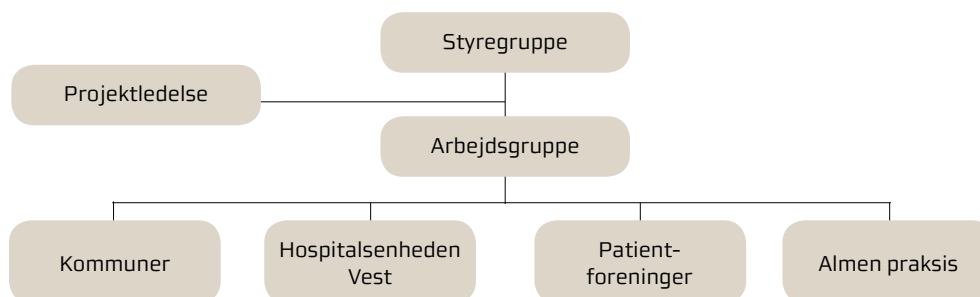 Styregruppe
Projektledelse
Arbejdsgruppe
Kommuner
Hospitalsenheden
Vest
Patient-
foreninger
Almen praksis